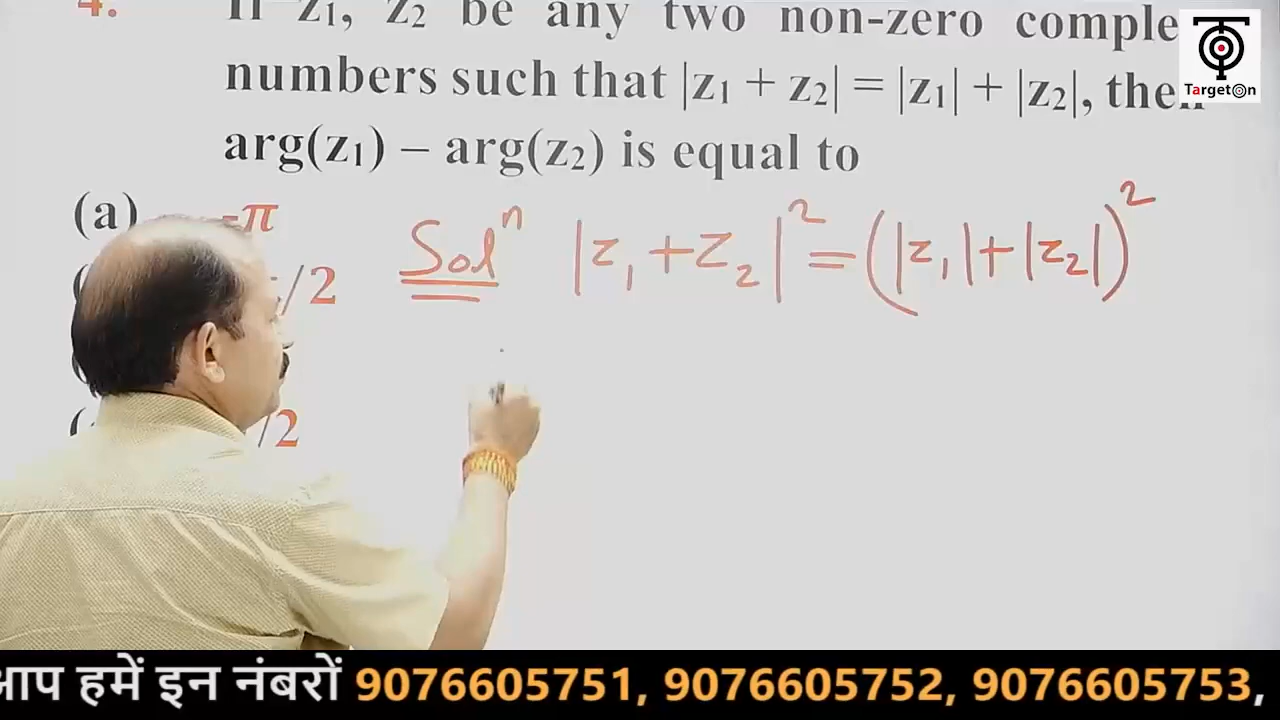 4. If z₁, z₂ be any two non-zero
numbers such that |z₁ + z₂| = |z₁| + |z₂|,
arg(z₁) – arg(z₂) is equal to
TargetOn
(a) -π
Solⁿ |z₁ + z₂|² = (|z₁| + |z₂|)²
/2
/2
आप हमें इन नंबरों 9076605751, 9076605752, 9076605753,